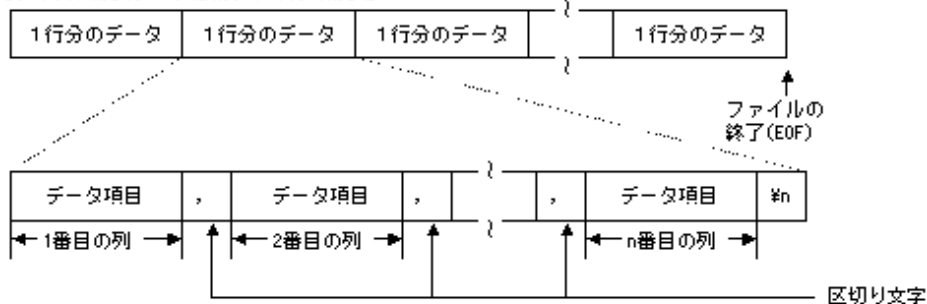 1行分のデータ 1行分のデータ 1行分のデータ 1行分のデータ
ファイルの
終了(EOF)
データ項目 , データ項目 , , データ項目 ¥n
1番目の列 2番目の列 n番目の列
区切り文字